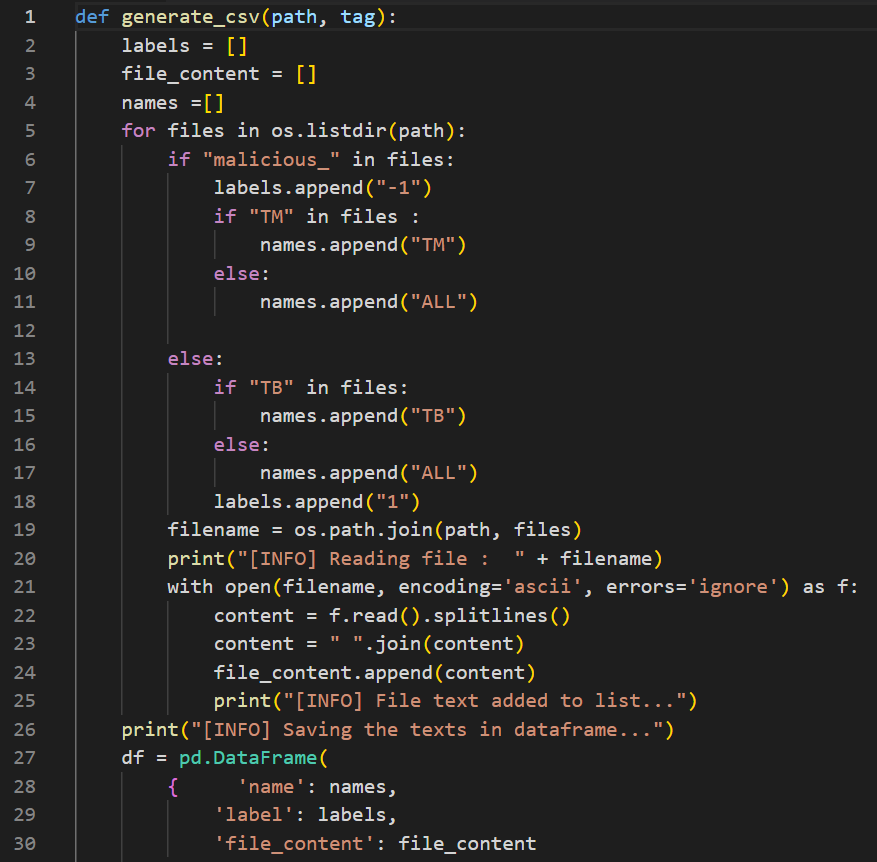 1 def generate_csv(path, tag):
2     labels = []
3     file_content = []
4     names =[]
5     for files in os.listdir(path):
6         if "malicious_" in files:
7             labels.append("-1")
8             if "TM" in files :
9                 names.append("TM")
10             else:
11                 names.append("ALL")
12
13         else:
14             if "TB" in files:
15                 names.append("TB")
16             else:
17                 names.append("ALL")
18             labels.append("1")
19         filename = os.path.join(path, files)
20         print("[INFO] Reading file :  " + filename)
21         with open(filename, encoding='ascii', errors='ignore') as f:
22             content = f.read().splitlines()
23             content = " ".join(content)
24             file_content.append(content)
25             print("[INFO] File text added to list...")
26     print("[INFO] Saving the texts in dataframe...")
27     df = pd.DataFrame(
28         {     'name': names,
29             'label': labels,
30             'file_content': file_content